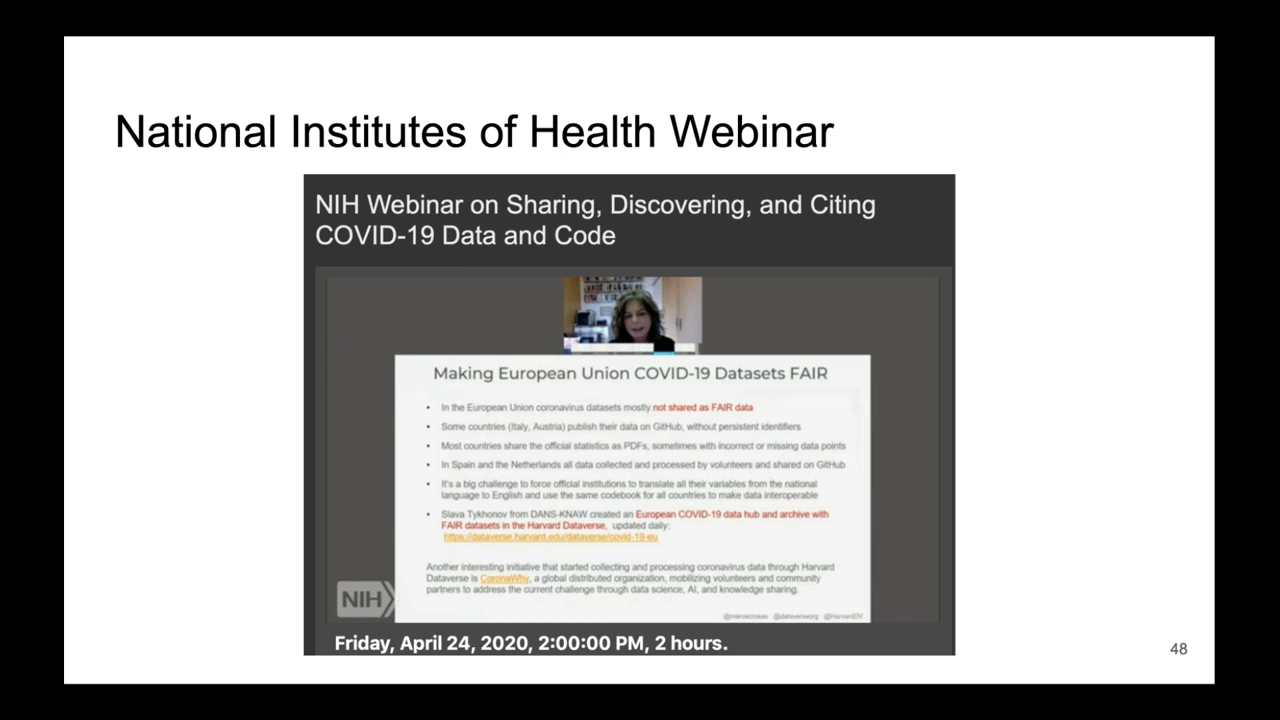 National Institutes of Health Webinar
NIH Webinar on Sharing, Discovering, and Citing
COVID-19 Data and Code
Making European Union COVID-19 Datasets FAIR
• In the European Union coronavirus datasets mostly not shared as FAIR data
• Some countries (Italy, Austria) publish their data on GitHub, without persistent identifiers
• Most countries share the official statistics as PDFs, sometimes with incorrect or missing data points
• In Spain and the Netherlands all data collected and processed by volunteers and shared on GitHub
• It's a big challenge to force official institutions to translate all their variables from the national
language to English and use the same codebook for all countries to make data interoperable
• Slava Tykhonov from DANS-KNAW created an European COVID-19 data hub and archive with
FAIR datasets in the Harvard Dataverse, updated daily:
https://dataverse.harvard.edu/dataverse/covid-19-eu
Another interesting initiative that started collecting and processing coronavirus data through Harvard
Dataverse is CoronaWhy, a global distributed organization, mobilizing volunteers and community
partners to address the current challenge through data science, AI, and knowledge sharing.
NIH
@mercecrosas @dataverseorg @HarvardDV
Friday, April 24, 2020, 2:00:00 PM, 2 hours.
48